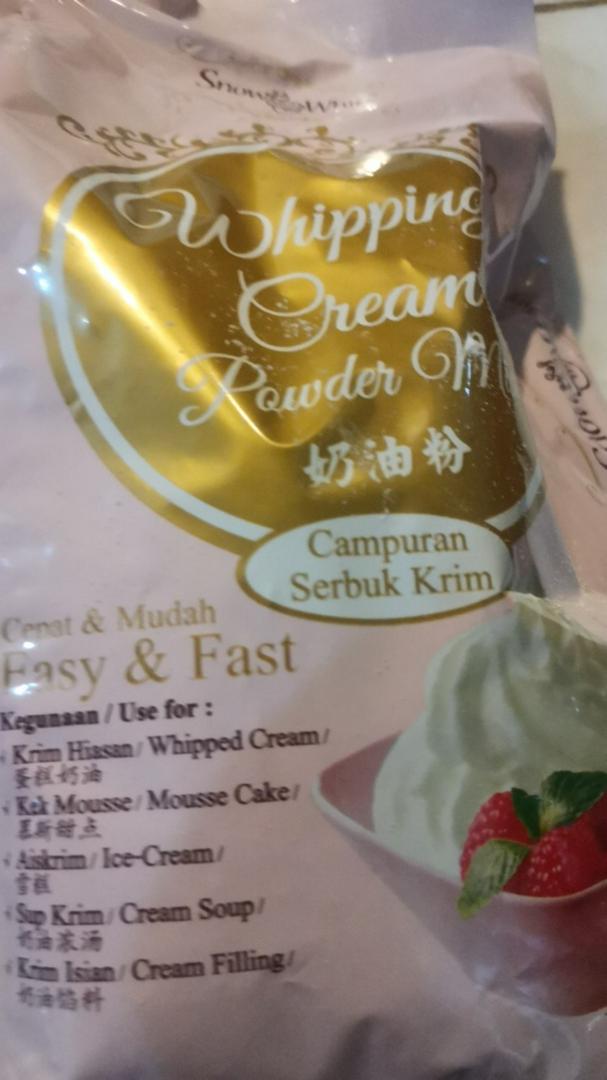 Snow White
Whipping
Cream
Powder
奶油粉
Campuran
Serbuk Krim
Cepat & Mudah
Easy & Fast
Kegunaan / Use for :
Krim Hiasan / Whipped Cream /
蛋糕奶油
Kek Mousse / Mousse Cake /
慕斯甜点
Aiskrim / Ice-Cream /
雪糕
Sup Krim / Cream Soup /
奶油浓汤
Krim Isian / Cream Filling /
奶油馅料